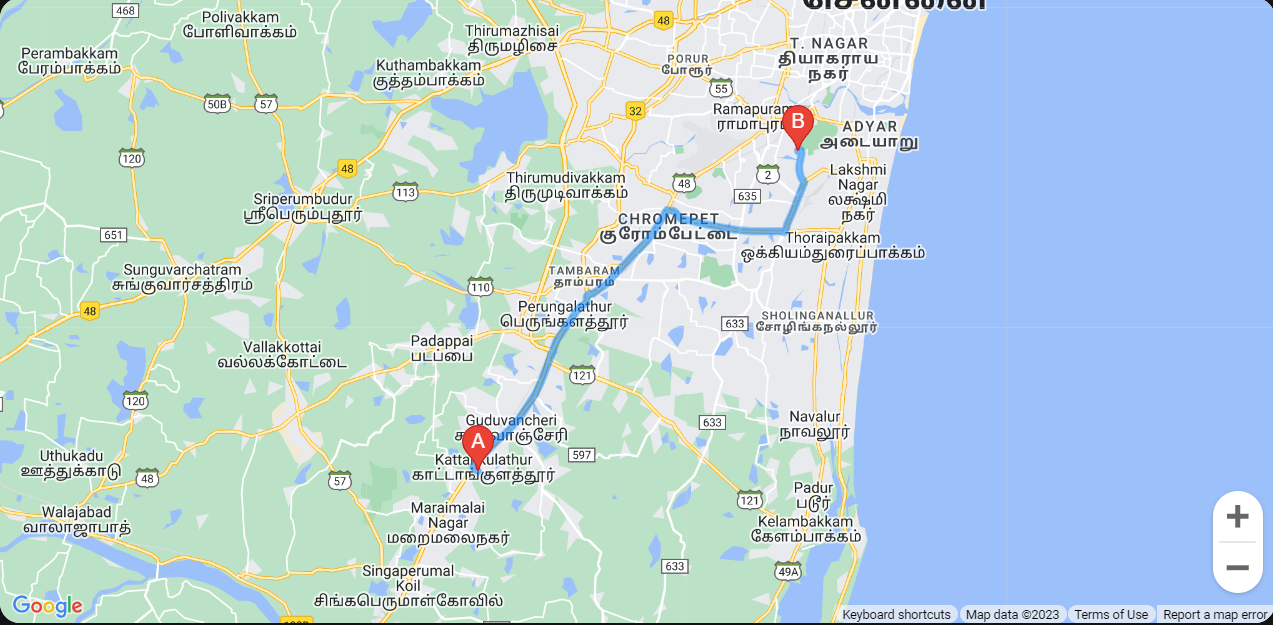 468
Polivakkam
போளிவாக்கம்
சென்னை
48
Thirumazhisai
திருமழிசை
T. NAGAR
தியாகராய
நகர்
Perambakkam
பேரம்பாக்கம்
Kuthambakkam
குத்தம்பாக்கம்
PORUR
போரூர்
55
50B
57
32
Ramapuram
B
ADYAR
அடையாறு
120
48
Lakshmi
Nagar
லக்ஷ்மி
நகர்
2
113
Thirumudivakkam
திருமுடிவாக்கம்
48
635
Sriperumbudur
ஸ்ரீபெரும்புதூர்
CHROMEPET
குரோம்பேட்டை
651
Thoraipakkam
ஒக்கியம்துரைப்பாக்கம்
Sunguvarchatram
சுங்குவார்சத்திரம்
TAMBARAM
தாம்பரம்
110
48
Perungalathur
பெருங்களத்தூர்
SHOLINGANALLUR
சோழிங்கநல்லூர்
633
Vallakkottai
வல்லக்கோட்டை
Padappai
படப்பை
121
120
Guduvancheri
633
Navalur
நாவலூர்
A
597
Uthukadu
ஊத்துக்காடு
காட்டாங்குளத்தூர்
48
57
Padur
படூர்
121
Walajabad
வாலாஜாபாத்
Maraimalai
Nagar
மறைமலைநகர்
Kelambakkam
கேளம்பாக்கம்
633
49A
Singaperumal
Koil
சிங்கபெருமாள்கோவில்
Google
Keyboard shortcuts
Map data ©2023
Terms of Use
Report a map error